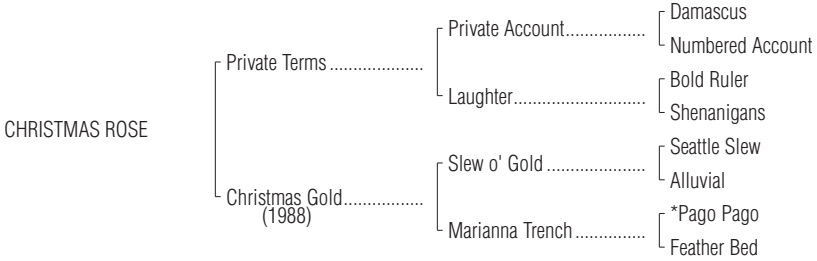 Damascus
Private Account.................
Numbered Account
Private Terms ....................
Bold Ruler
Laughter............................
Shenanigans
CHRISTMAS ROSE
Seattle Slew
Slew o' Gold .....................
Alluvial
Christmas Gold.................
(1988)
*Pago Pago
Marianna Trench ...............
Feather Bed